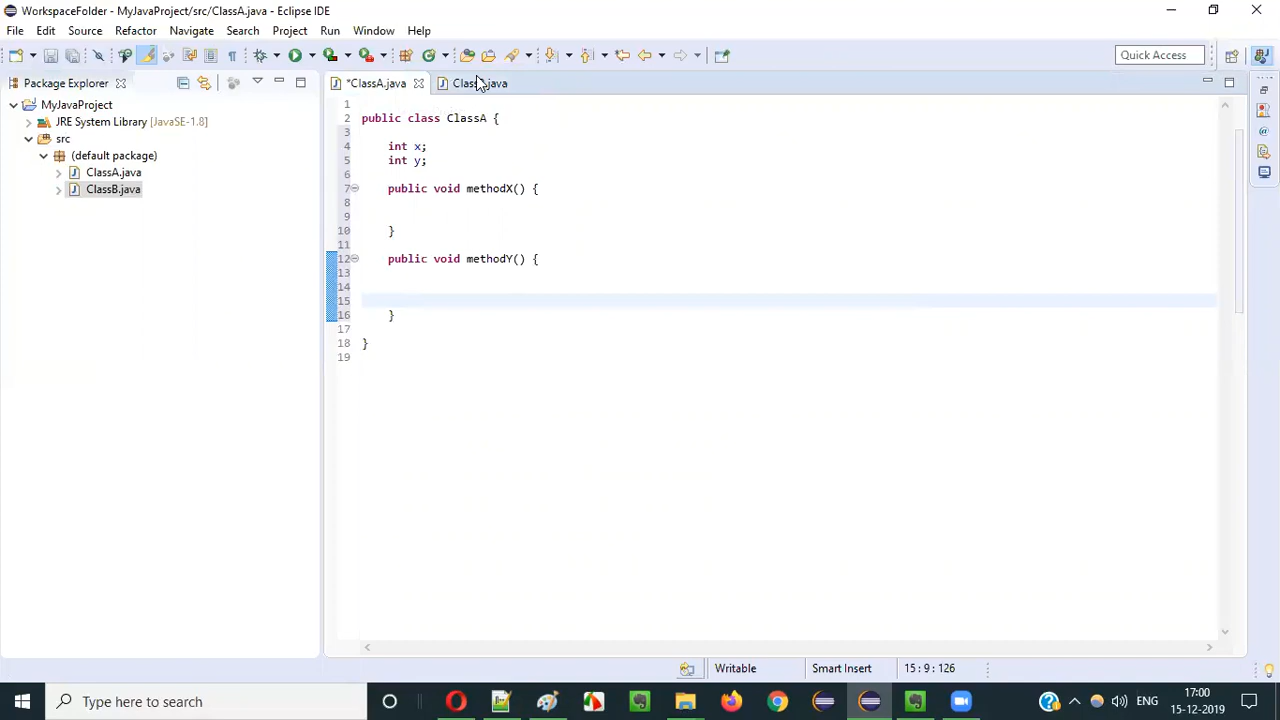 WorkspaceFolder - MyJavaProject/src/ClassA.java - Eclipse IDE
File Edit Source Refactor Navigate Search Project Run Window Help
Quick Access
Package Explorer
*ClassA.java
MyJavaProject
JRE System Library [JavaSE-1.8]
src
(default package)
ClassA.java
ClassB.java
1
2 public class ClassA {
3
4 int x;
5 int y;
6
7 public void methodX() {
8
9
10 }
11
12 public void methodY() {
13
14
15
16 }
17
18 }
19
Writable Smart Insert 15 : 9 : 126
Type here to search
ENG
17:00
15-12-2019